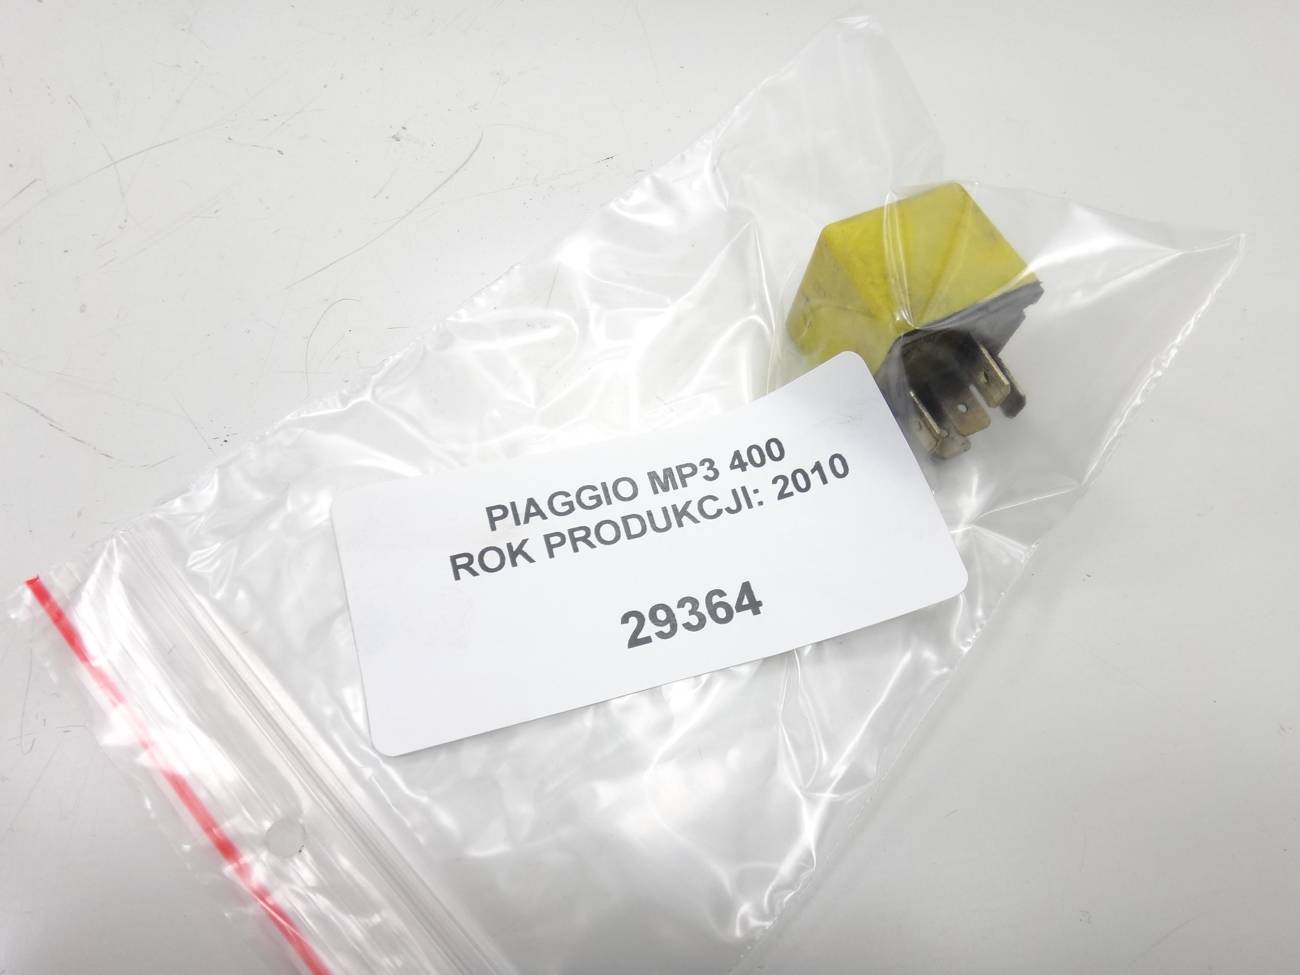 PIAGGIO MP3 400
ROK PRODUKCJI: 2010
29364